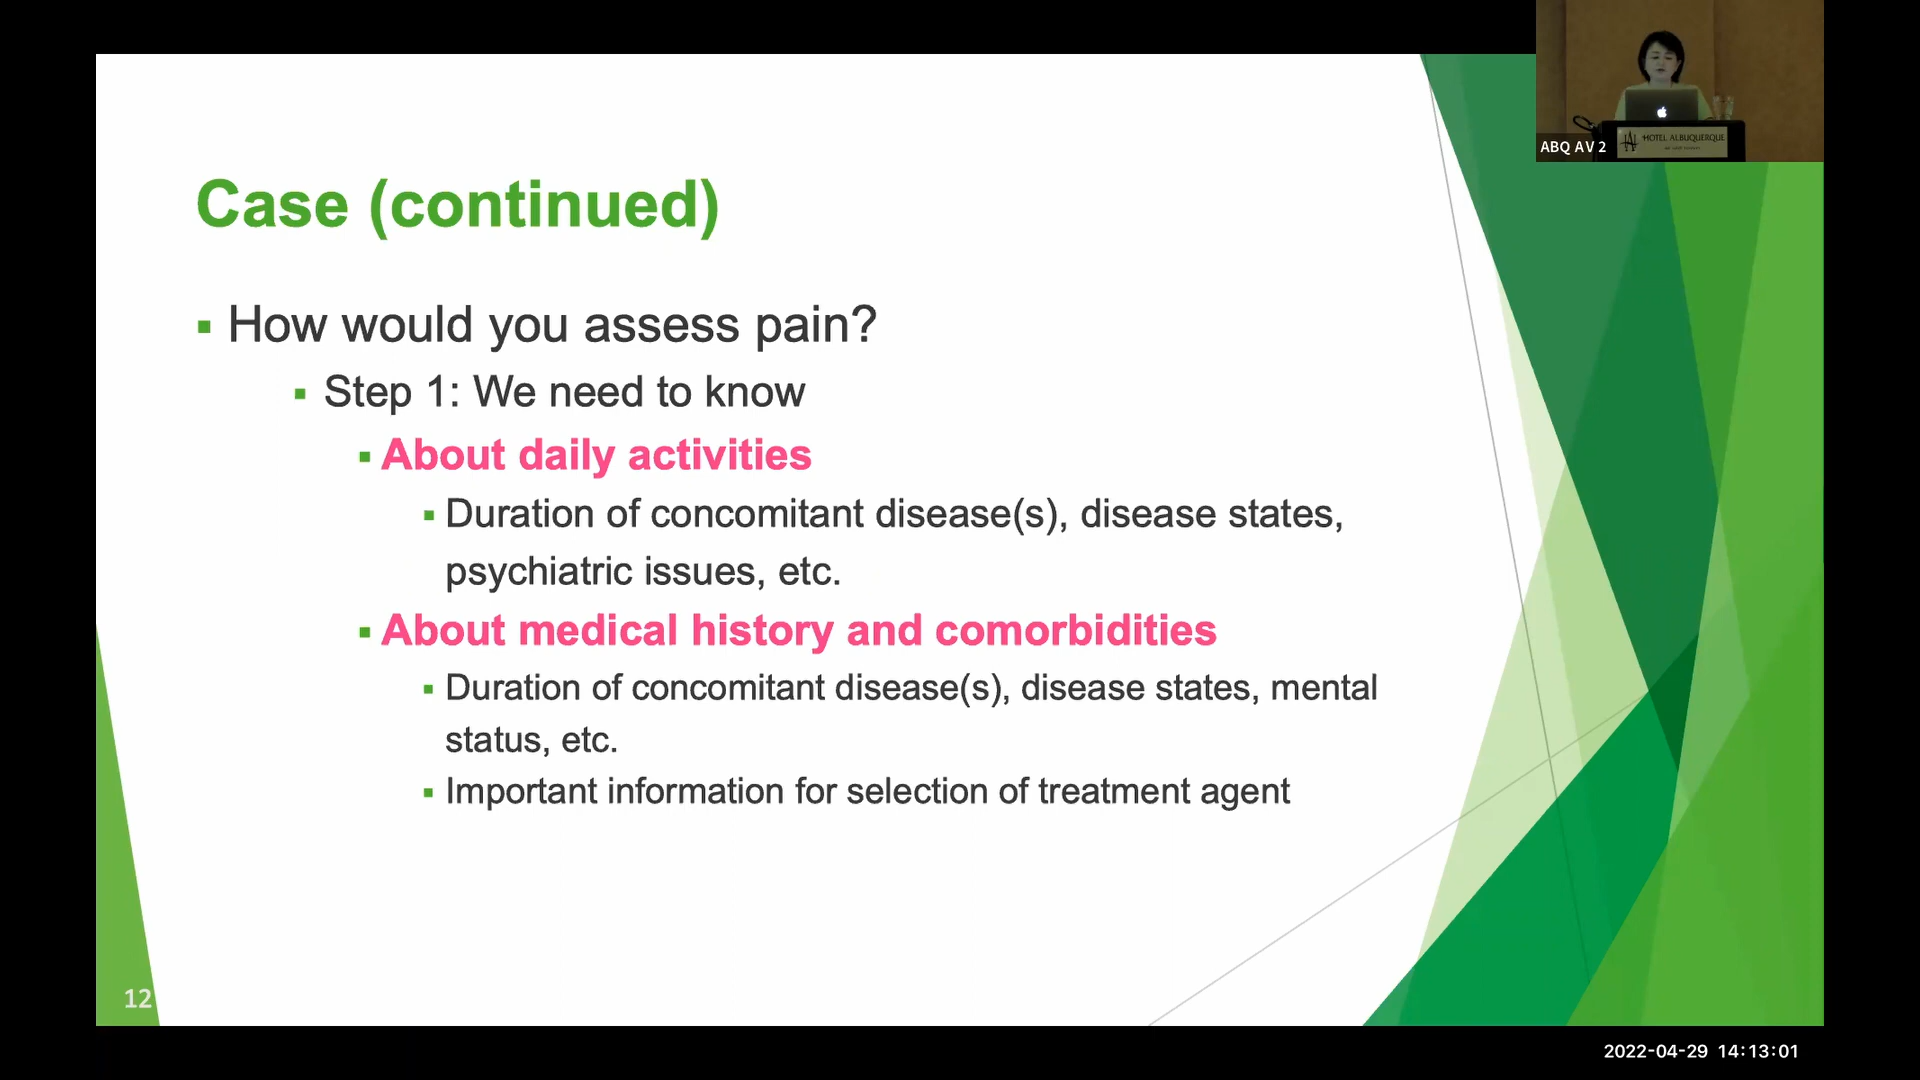 ABQ AV 2
HOTEL ALBUQUERQUE
Case (continued)
▪ How would you assess pain?
▪ Step 1: We need to know
▪ About daily activities
▪ Duration of concomitant disease(s), disease states,
psychiatric issues, etc.
▪ About medical history and comorbidities
▪ Duration of concomitant disease(s), disease states, mental
status, etc.
▪ Important information for selection of treatment agent
12
2022-04-29 14:13:01